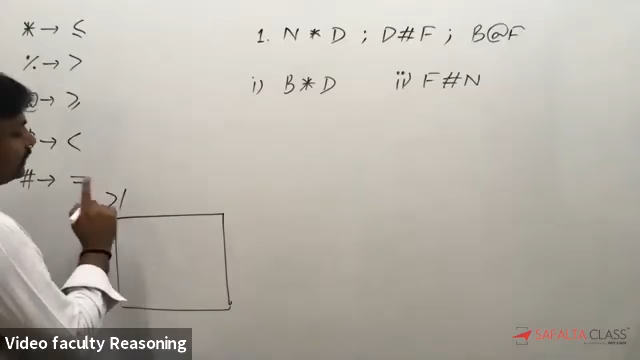 * → ≤
% → >
@ → ≥
→ <
# → =
>/
1. N * D ; D # F ; B @ F
i) B * D ii) F # N
Video faculty Reasoning
SAFALTA CLASS